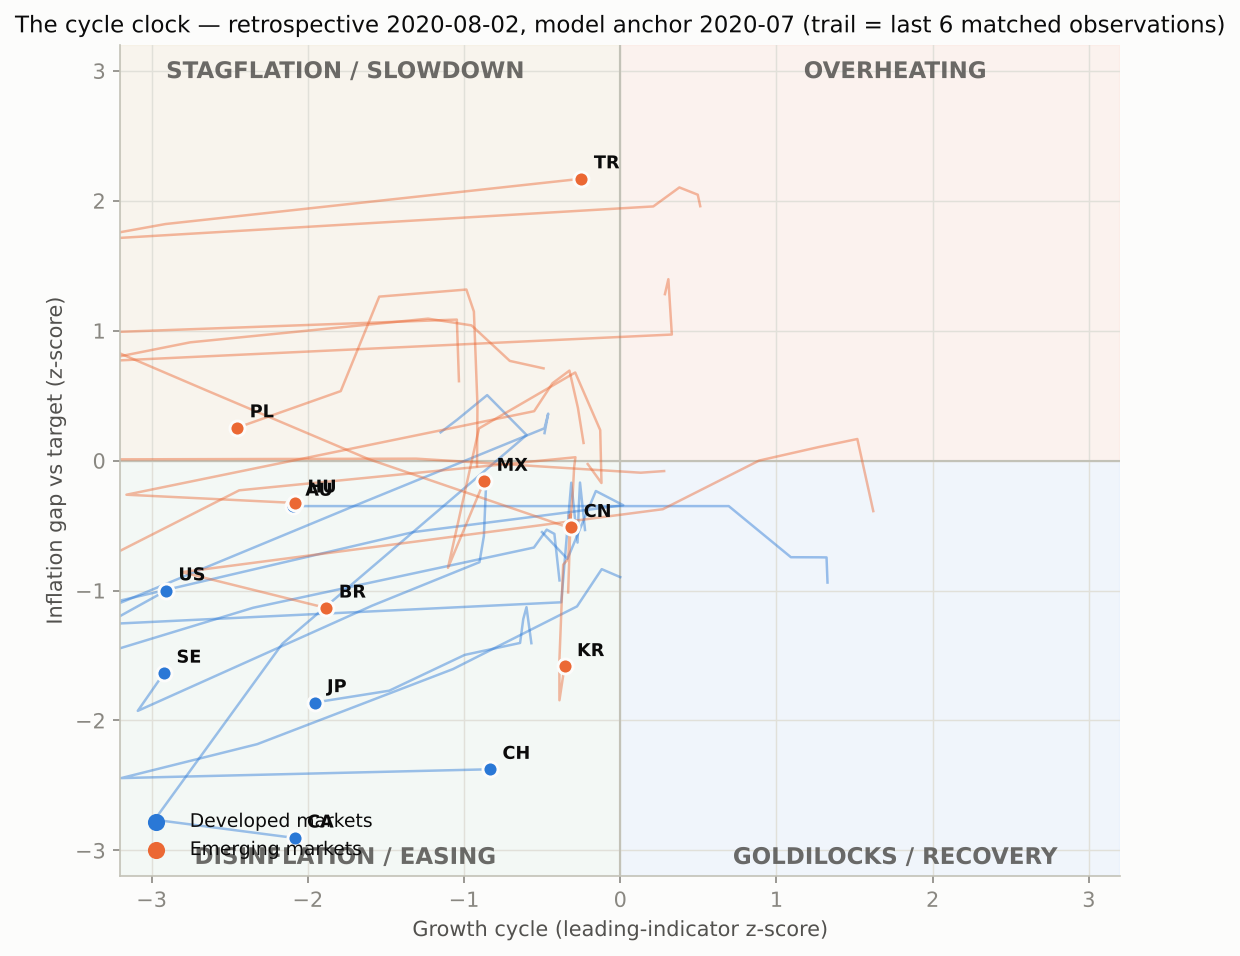 The cycle clock — retrospective 2020-08-02, model anchor 2020-07 (trail = last 6 matched observations)
STAGFLATION / SLOWDOWN
OVERHEATING
3
2
1
0
−1
−2
−3
Inflation gap vs target (z-score)
TR
PL
MX
HU
AU
CN
US
BR
SE
KR
JP
CH
CA
Developed markets
Emerging markets
DISINFLATION / EASING
GOLDILOCKS / RECOVERY
−3
−2
−1
0
1
2
3
Growth cycle (leading-indicator z-score)